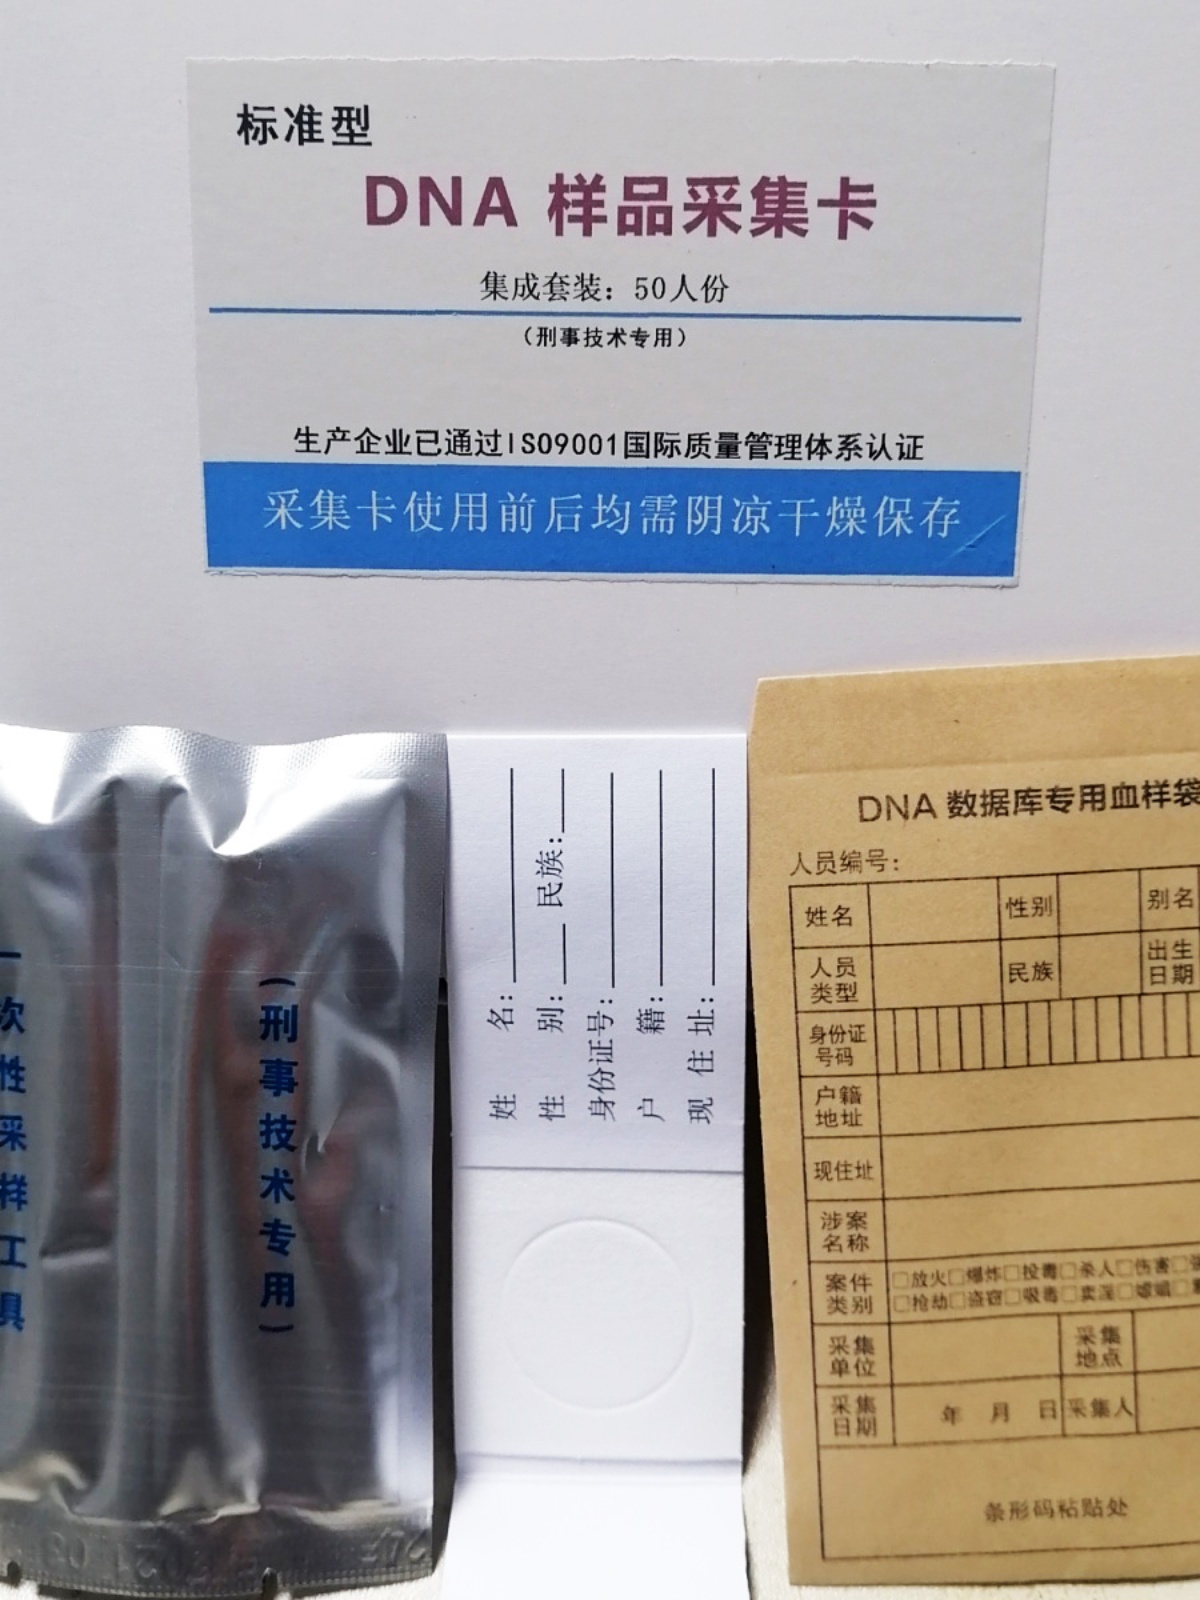 标准型
DNA 样品采集卡
集成套装：50人份
（刑事技术专用）
生产企业已通过ISO9001国际质量管理体系认证
采集卡使用前后均需阴凉干燥保存
一次性采样工具
（刑事技术专用）
姓 名：
性 别： 民族：
身份证号：
户 籍：
现 住 址：
DNA 数据库专用血样袋
人员编号：
姓名 性别 别名
人员类型 民族 出生日期
身份证号码
户籍地址
现住址
涉案名称
案件类别 □放火□爆炸□投毒□杀人□伤害□
□抢劫□盗窃□吸毒□卖淫□嫖娼□
采集单位 采集地点
采集日期 年 月 日 采集人
条形码粘贴处